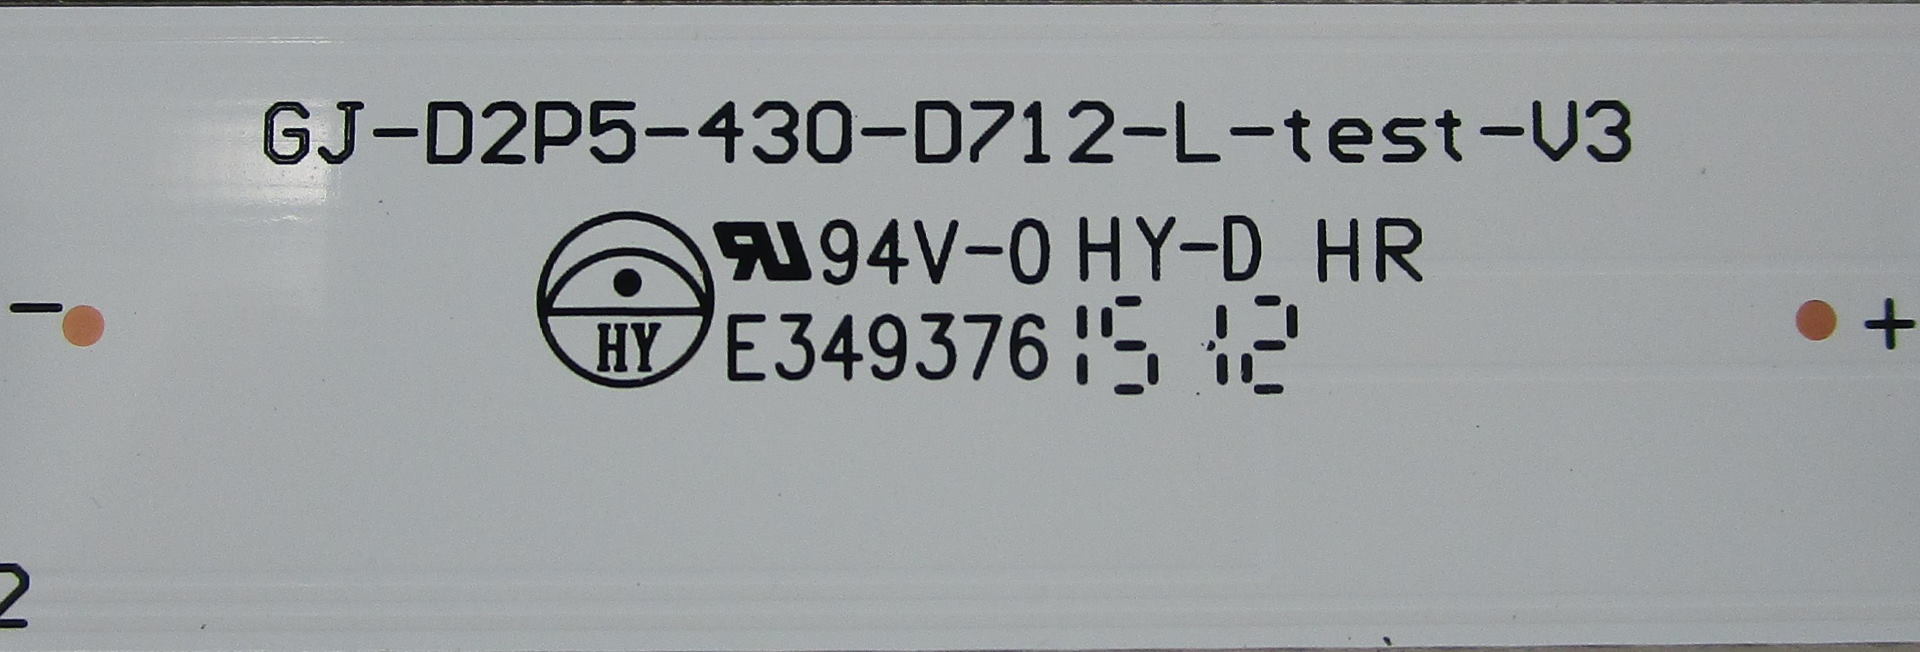 GJ-D2P5-430-D712-L-test-V3
94V-0 HY-D HR
HY
E349376 15 12
- +
2